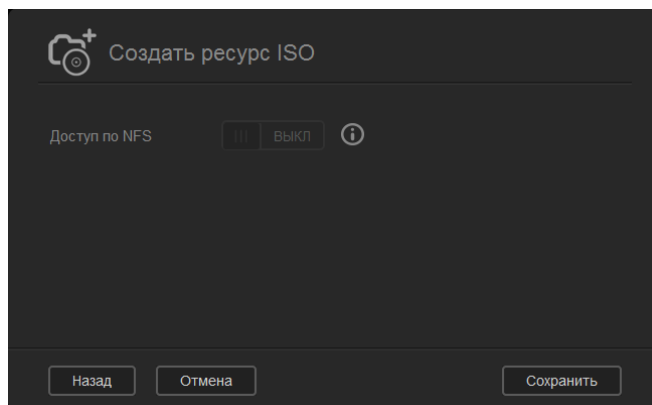 Создать ресурс ISO
Доступ по NFS
ВЫКЛ
Назад
Отмена
Сохранить